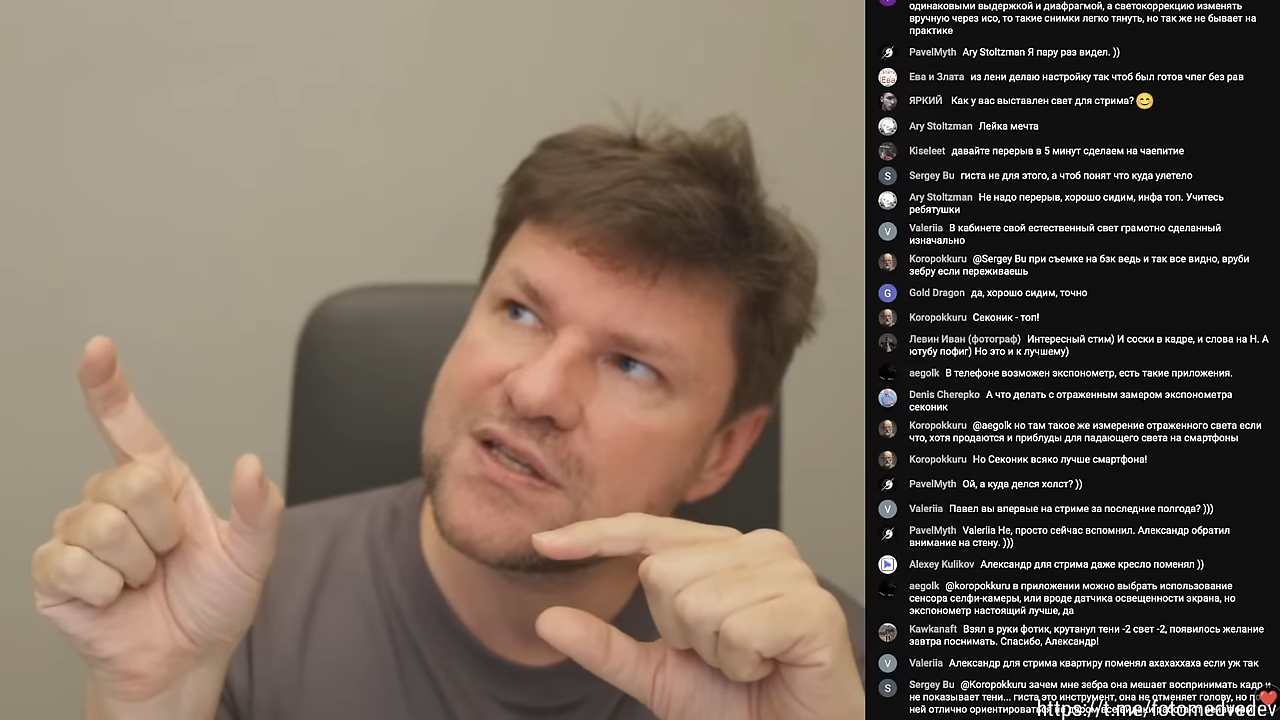 одинаковыми выдержкой и диафрагмой, а светокоррекцию изменять
вручную через исо, то такие снимки легко тянуть, но так же не бывает на
практике
PavelMyth Ary Stoltzman Я пару раз видел. ))
Ева и Злата из лени делаю настройку так чтоб был готов чпег без рав
ЯРКИЙ Как у вас выставлен свет для стрима? 😊
Ary Stoltzman Лейка мечта
Kiseleet давайте перерыв в 5 минут сделаем на чаепитие
S Sergey Bu гиста не для этого, а чтоб понят что куда улетело
Ary Stoltzman Не надо перерыв, хорошо сидим, инфа топ. Учитесь
ребятушки
V Valeriia В кабинете свой естественный свет грамотно сделанный
изначально
Koropokkuru @Sergey Bu при съемке на бзк ведь и так все видно, вруби
зебру если переживаешь
G Gold Dragon да, хорошо сидим, точно
Koropokkuru Секоник - топ!
Левин Иван (фотограф) Интересный стим) И соски в кадре, и слова на Н. А
ютубу пофиг) Но это и к лучшему)
aegolk В телефоне возможен экспонометр, есть такие приложения.
Denis Cherepko А что делать с отраженным замером экспонометра
секоник
Koropokkuru @aegolk но там такое же измерение отраженного света если
что, хотя продаются и приблуды для падающего света на смартфоны
Koropokkuru Но Секоник всяко лучше смартфона!
PavelMyth Ой, а куда делся холст? ))
V Valeriia Павел вы впервые на стриме за последние полгода? )))
PavelMyth Valeriia Не, просто сейчас вспомнил. Александр обратил
внимание на стену. )))
Alexey Kulikov Александр для стрима даже кресло поменял ))
aegolk @koropokkuru в приложении можно выбрать использование
сенсора селфи-камеры, или вроде датчика освещенности экрана, но
экспонометр настоящий лучше, да
Kawkanaft Взял в руки фотик, крутанул тени -2 свет -2, появилось желание
завтра поснимать. Спасибо, Александр!
V Valeriia Александр для стрима квартиру поменял ахахаххаха если уж так
S Sergey Bu @Koropokkuru зачем мне зебра она мешает воспринимать кадр и
не показывает тени... гиста это инструмент, она не отменяет голову, но по
ней отлично ориентироваться
https://t.me/fotomedvedev